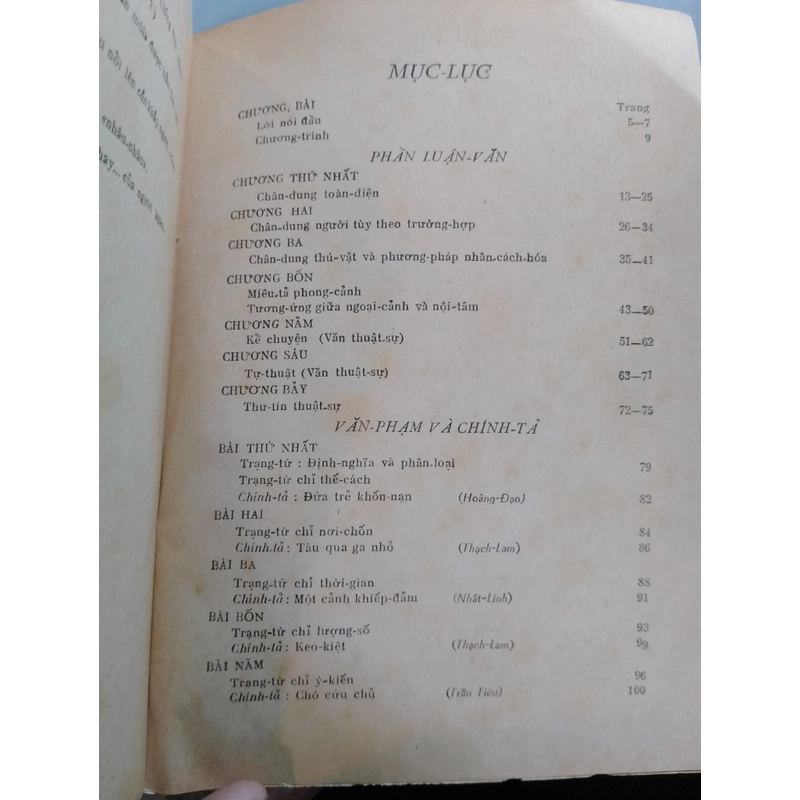 MỤC-LỤC
CHƯƠNG, BÀI Trang
Lời nói đầu 5—7
Chương-trình 9
PHẦN LUẬN-VĂN
CHƯƠNG THỨ NHẤT
Chân-dung toàn-diện 13—25
CHƯƠNG HAI
Chân-dung người tùy theo trường-hợp 26—34
CHƯƠNG BA
Chân-dung thú-vật và phương-pháp nhân-cách-hóa 35—41
CHƯƠNG BỐN
Miêu-tả phong-cảnh
Tương-ứng giữa ngoại-cảnh và nội-tâm 43—50
CHƯƠNG NĂM
Kể chuyện (Văn thuật-sự) 51—62
CHƯƠNG SÁU
Tự-thuật (Văn thuật-sự) 63—71
CHƯƠNG BẢY
Thư-tín thuật-sự 72—75
VĂN-PHẠM VÀ CHÍNH-TẢ
BÀI THỨ NHẤT
Trạng-từ : Định-nghĩa và phân-loại 79
Trạng-từ chỉ thể-cách
Chính-tả : Đứa trẻ khốn-nạn (Hoàng-Đạo) 82
BÀI HAI
Trạng-từ chỉ nơi-chốn 84
Chính-tả : Tàu qua ga nhỏ (Thạch-Lam) 86
BÀI BA
Trạng-từ chỉ thời-gian 88
Chính-tả : Một cảnh khiếp-đảm (Nhất-Linh) 91
BÀI BỐN
Trạng-từ chỉ lượng-số 93
Chính-tả : Keo-kiệt (Thạch-Lam) 99
BÀI NĂM
Trạng-từ chỉ ý-kiến 96
Chính-tả : Chó cứu chủ (Trần Tiêu) 100